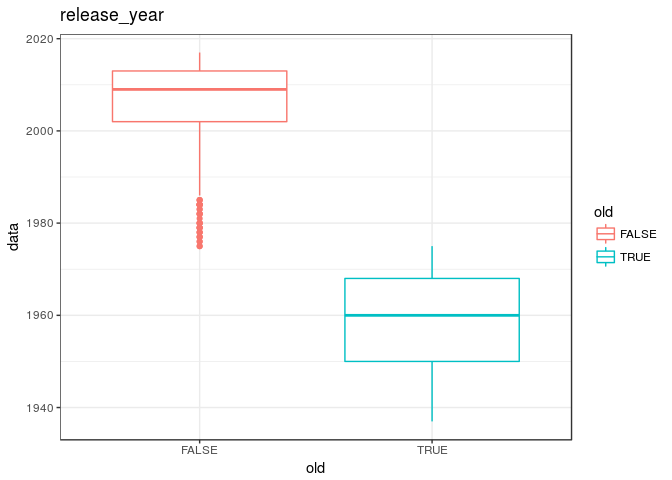 release_year
2020
2000
1980
1960
1940
data
FALSE
TRUE
old
old
FALSE
TRUE